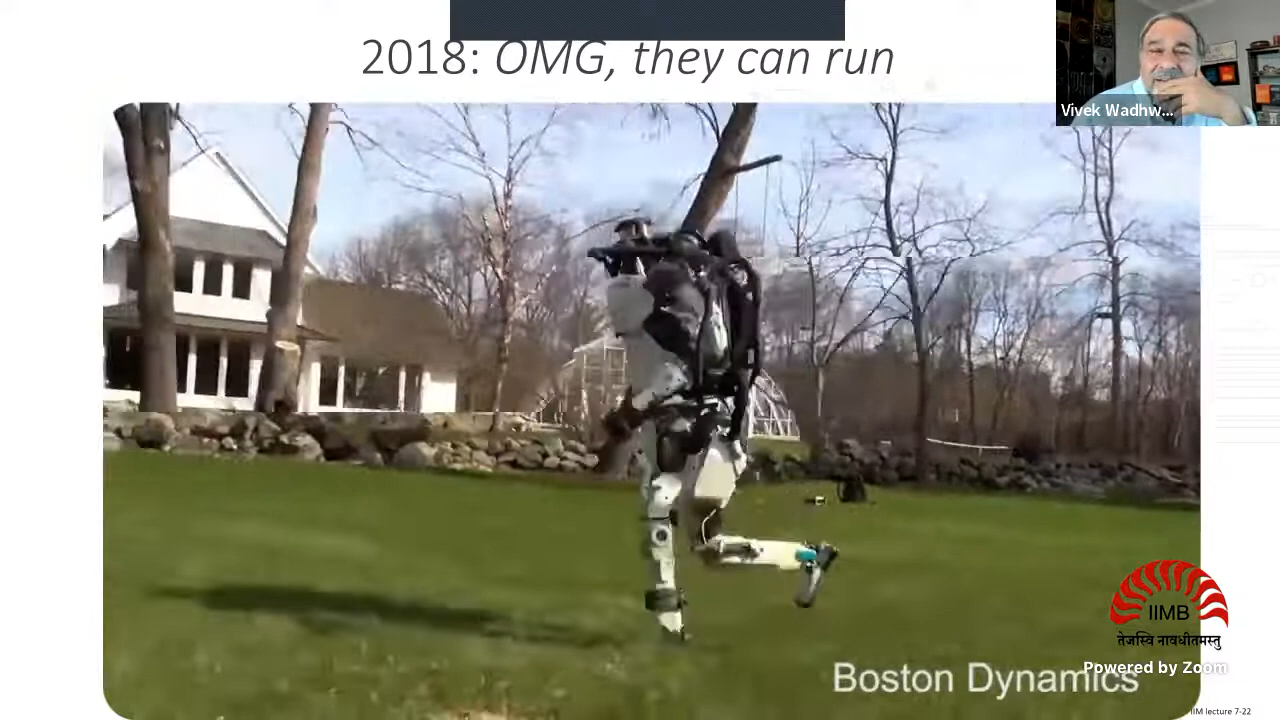 2018: OMG, they can run
Vivek Wadhw...
IIMB
तेजस्वि नावधीतमस्तु
Powered by Zoom
Boston Dynamics
IIM lecture 7-22